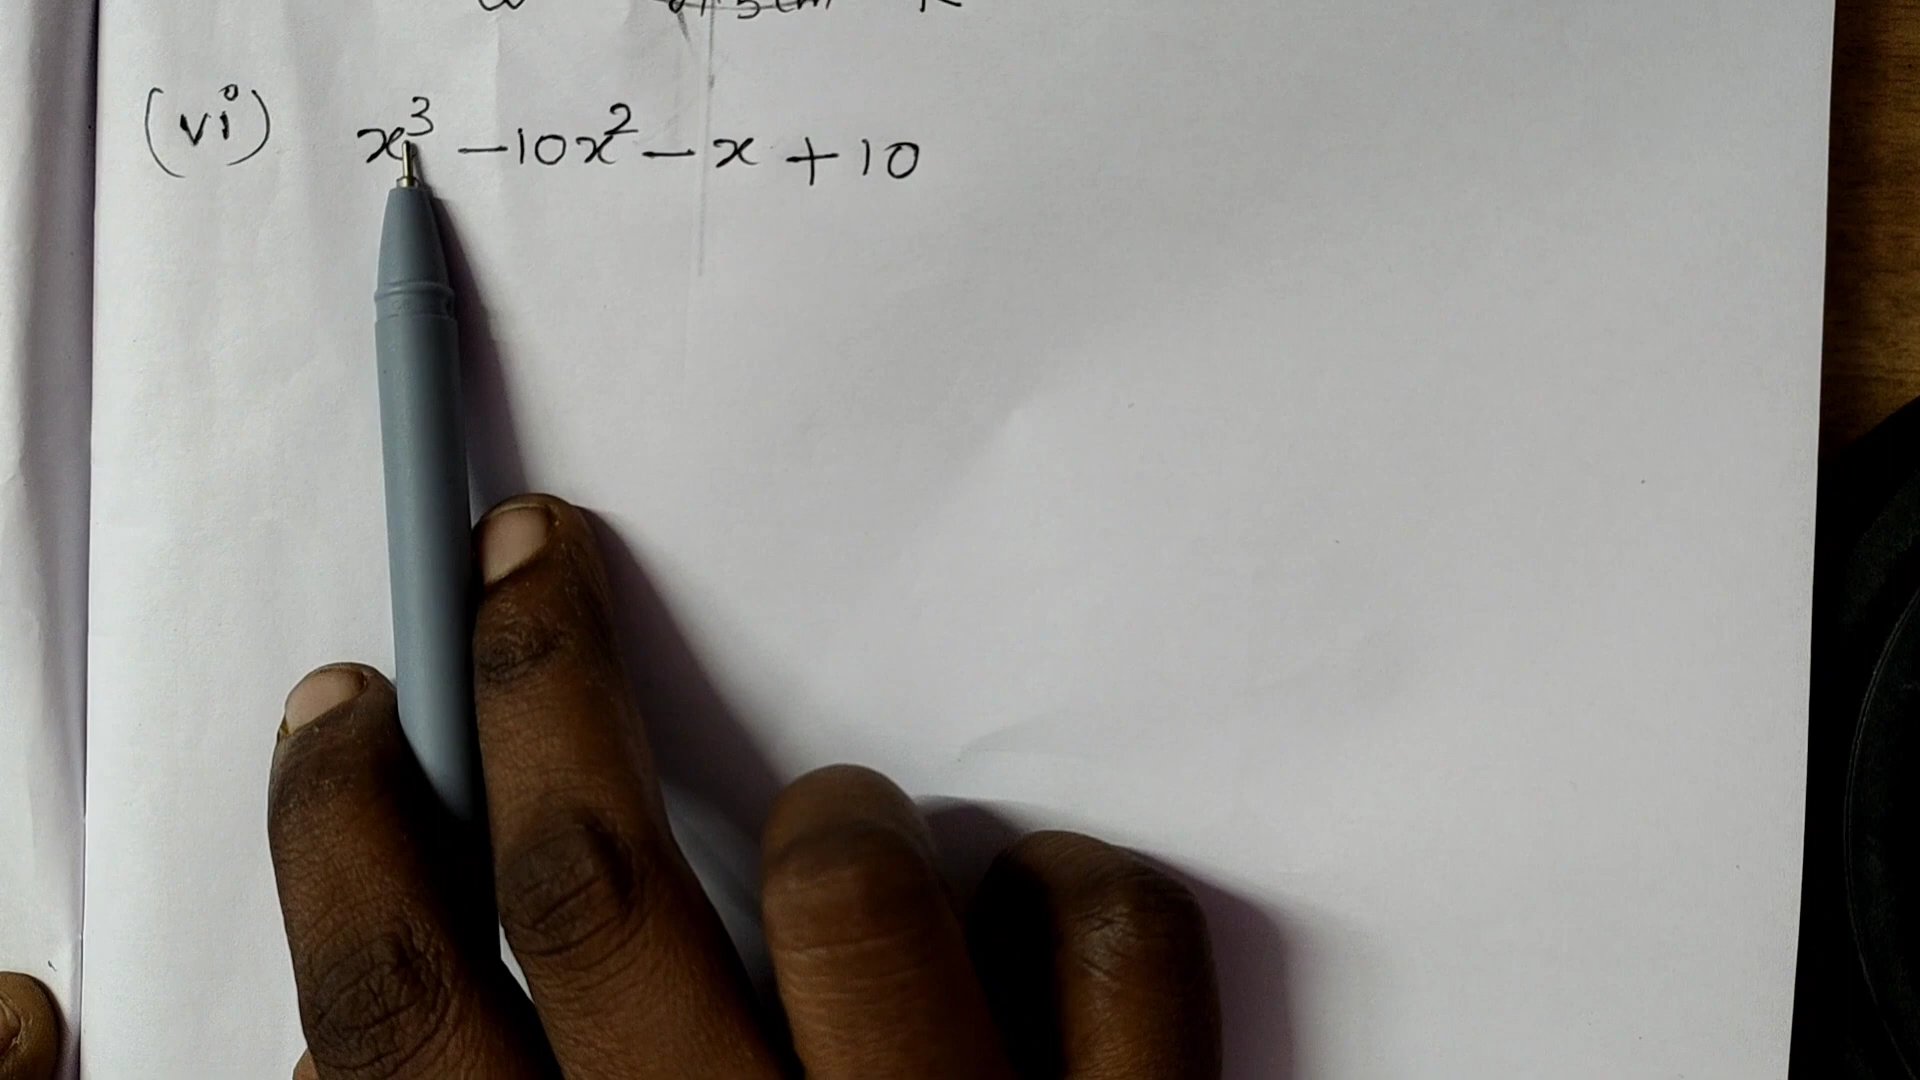 (vi) x³ - 10x² - x + 10